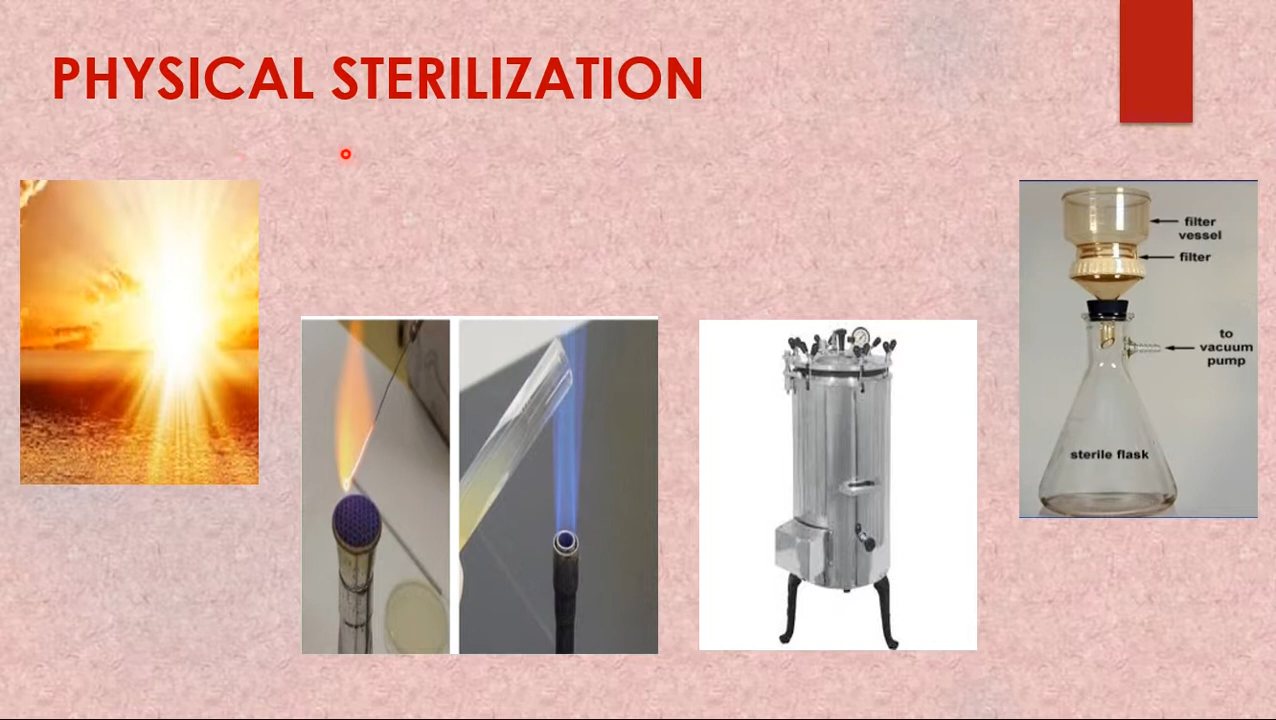 PHYSICAL STERILIZATION
filter
vessel
filter
to
vacuum
pump
sterile flask